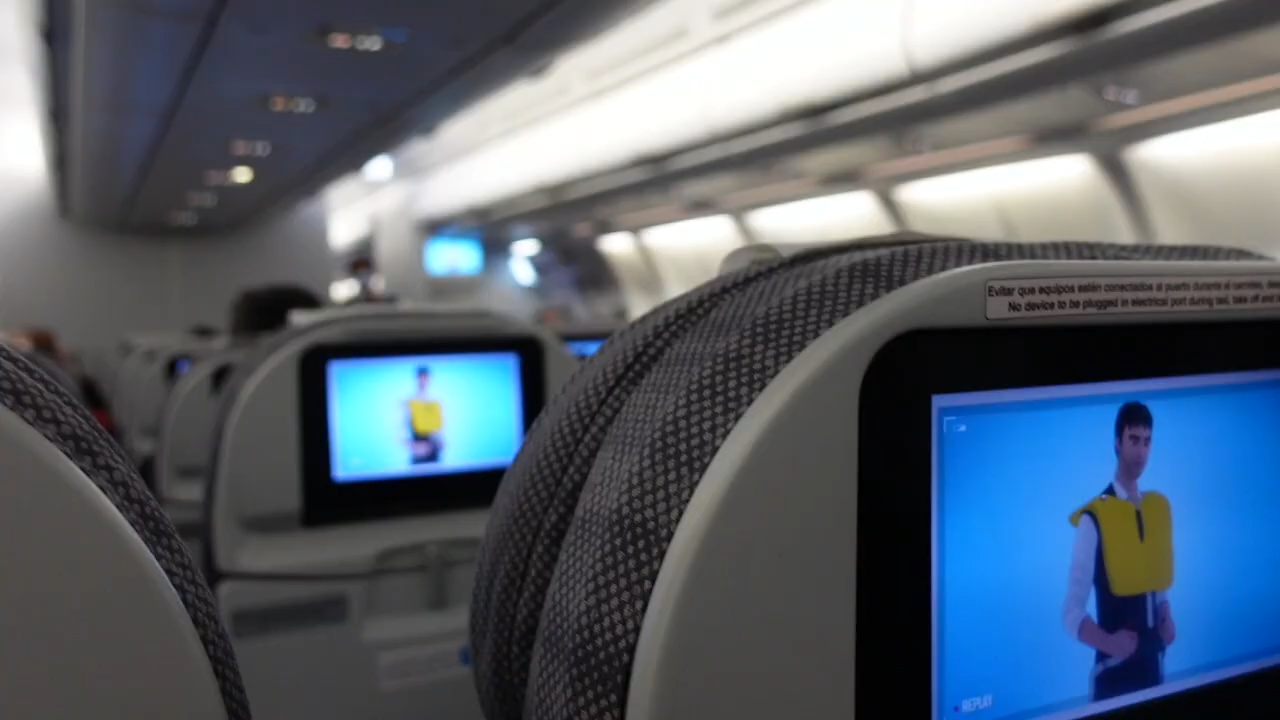 Evitar que equipos estén conectados al puerto durante el carreteo,
No device to be plugged in electrical port during taxi, take off and
REPLAY